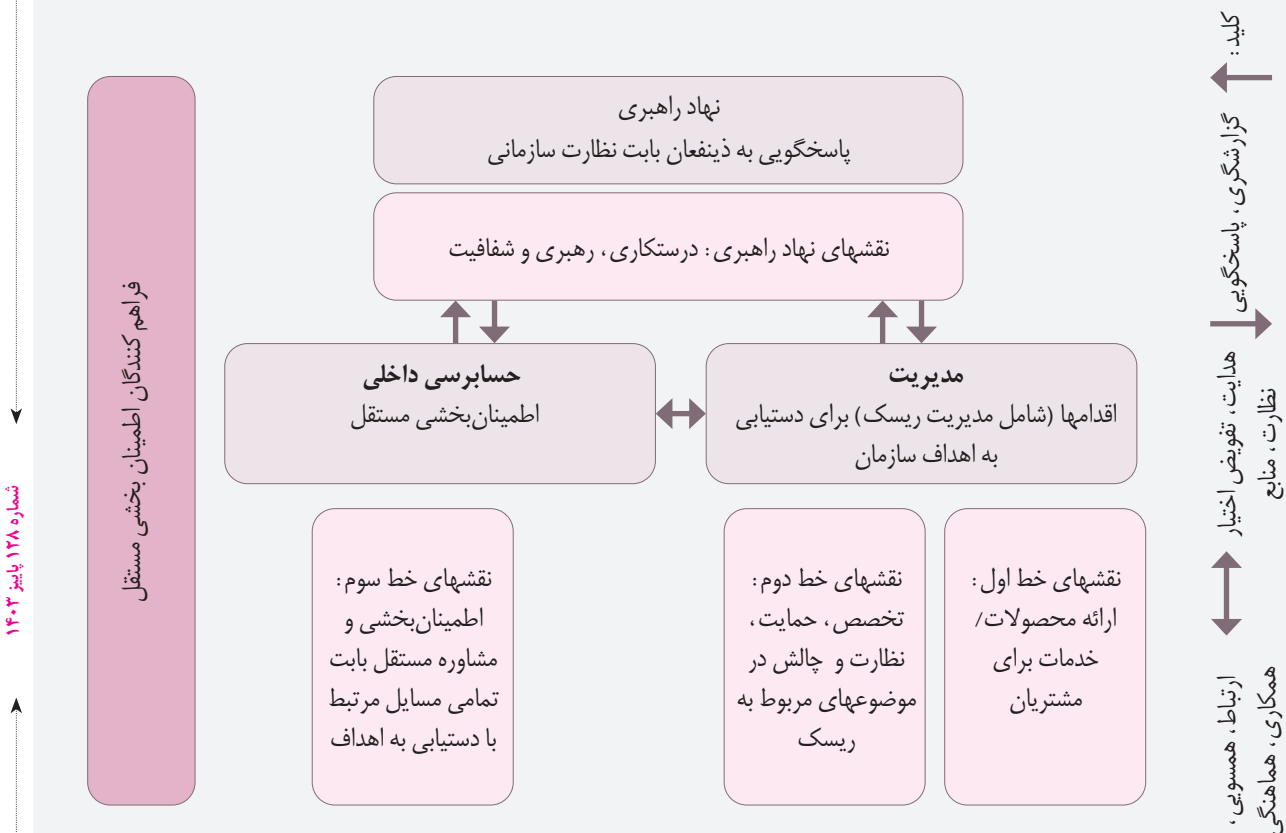 نهاد راهبری
پاسخگویی به ذینفعان بابت نظارت سازمانی
نقشهای نهاد راهبری: درستکاری، رهبری و شفافیت
مدیریت
اقدامها (شامل مدیریت ریسک) برای دستیابی
به اهداف سازمان
حسابرسی داخلی
اطمینان‌بخشی مستقل
نقشهای خط اول:
ارائه محصولات/
خدمات برای
مشتریان
نقشهای خط دوم:
تخصص، حمایت،
نظارت و چالش در
موضوعهای مربوط به
ریسک
نقشهای خط سوم:
اطمینان‌بخشی و
مشاوره مستقل بابت
تمامی مسایل مرتبط
با دستیابی به اهداف
فراهم کنندگان اطمینان بخشی مستقل
کلید:
گزارشگری، پاسخگویی
هدایت، تفویض اختیار
نظارت، منابع
ارتباط، همسویی،
همکاری، هماهنگی
شماره ۱۲۸ پاییز ۱۴۰۳